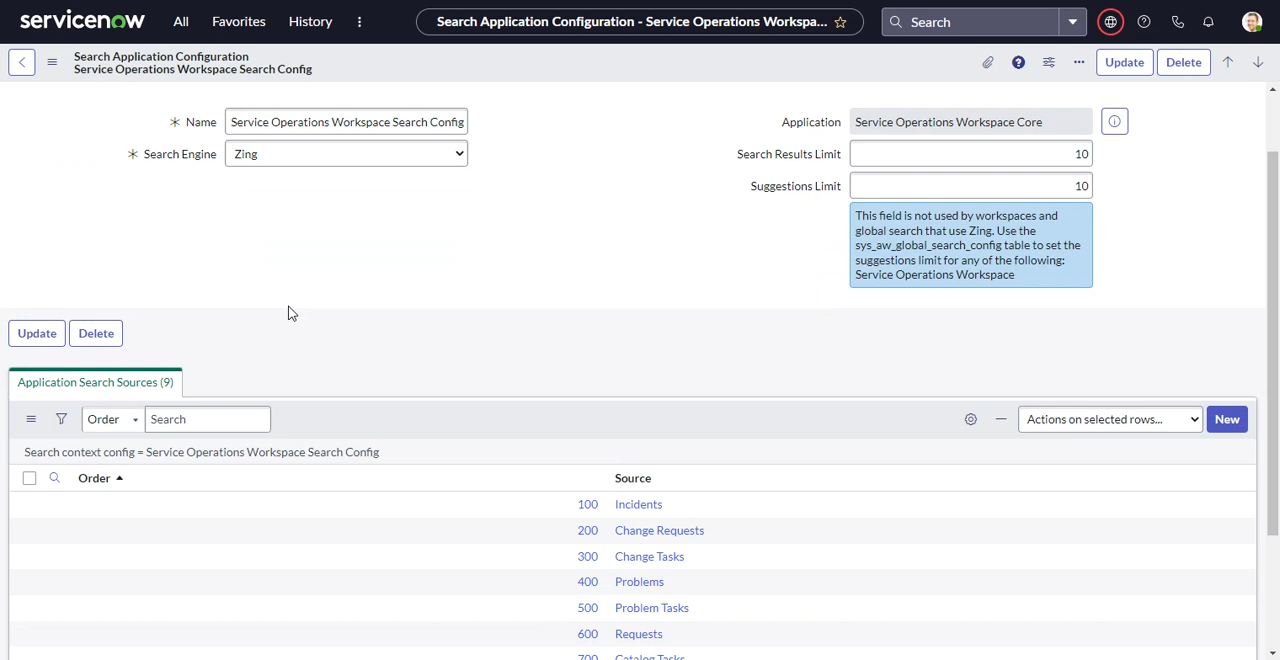 servicenow
All
Favorites
History
Search Application Configuration - Service Operations Workspa...
Search
Search Application Configuration
Service Operations Workspace Search Config
Update
Delete
Name
Service Operations Workspace Search Config
Application
Service Operations Workspace Core
Search Engine
Zing
Search Results Limit
10
Suggestions Limit
10
This field is not used by workspaces and
global search that use Zing. Use the
sys_aw_global_search_config table to set the
suggestions limit for any of the following:
Service Operations Workspace
Update
Delete
Application Search Sources (9)
Order
Search
Actions on selected rows...
New
Search context config = Service Operations Workspace Search Config
Order
Source
100 Incidents
200 Change Requests
300 Change Tasks
400 Problems
500 Problem Tasks
600 Requests
700 Catalog Tasks